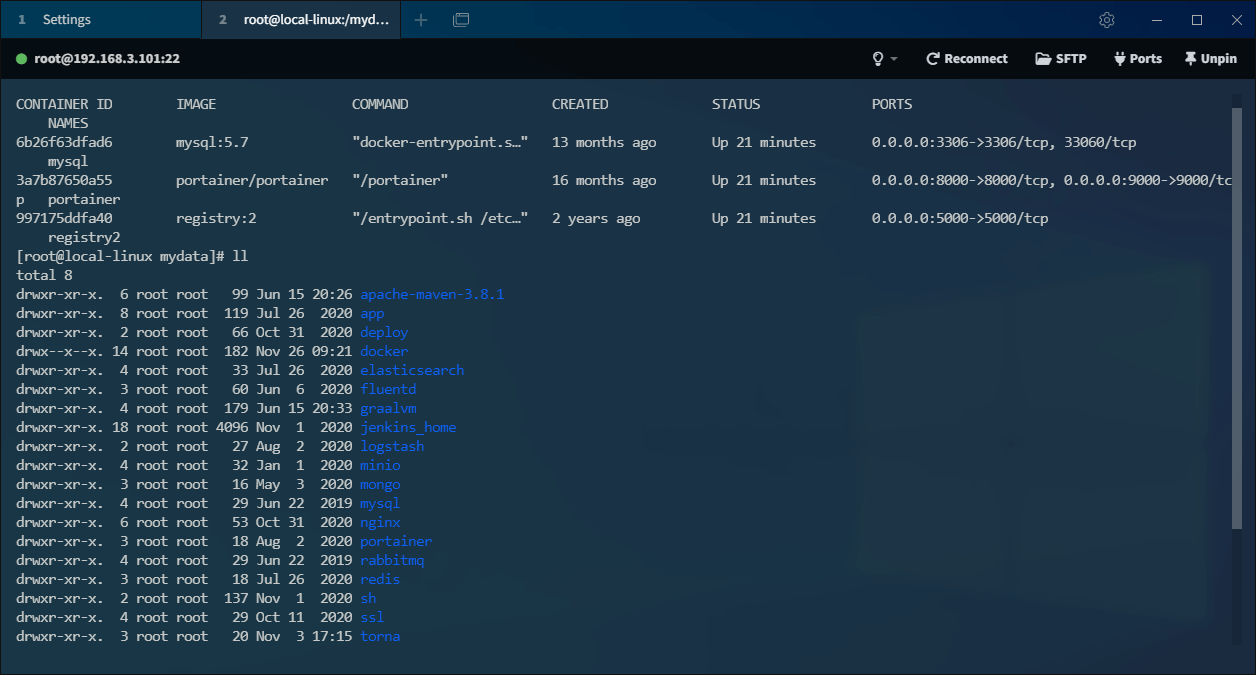 1 Settings 2 root@local-linux:/myd...
root@192.168.3.101:22 Reconnect SFTP Ports Unpin
CONTAINER ID        IMAGE                 COMMAND                  CREATED             STATUS              PORTS
    NAMES
6b26f63dfad6        mysql:5.7             "docker-entrypoint.s…"   13 months ago       Up 21 minutes       0.0.0.0:3306->3306/tcp, 33060/tcp
    mysql
3a7b87650a55        portainer/portainer   "/portainer"             16 months ago       Up 21 minutes       0.0.0.0:8000->8000/tcp, 0.0.0.0:9000->9000/tc
p   portainer
997175ddfa40        registry:2            "/entrypoint.sh /etc…"   2 years ago         Up 21 minutes       0.0.0.0:5000->5000/tcp
    registry2
[root@local-linux mydata]# ll
total 8
drwxr-xr-x.  6 root root   99 Jun 15 20:26 apache-maven-3.8.1
drwxr-xr-x.  8 root root  119 Jul 26  2020 app
drwxr-xr-x.  2 root root   66 Oct 31  2020 deploy
drwx--x--x. 14 root root  182 Nov 26 09:21 docker
drwxr-xr-x.  4 root root   33 Jul 26  2020 elasticsearch
drwxr-xr-x.  3 root root   60 Jun  6  2020 fluentd
drwxr-xr-x.  4 root root  179 Jun 15 20:33 graalvm
drwxr-xr-x. 18 root root 4096 Nov  1  2020 jenkins_home
drwxr-xr-x.  2 root root   27 Aug  2  2020 logstash
drwxr-xr-x.  4 root root   32 Jan  1  2020 minio
drwxr-xr-x.  3 root root   16 May  3  2020 mongo
drwxr-xr-x.  4 root root   29 Jun 22  2019 mysql
drwxr-xr-x.  6 root root   53 Oct 31  2020 nginx
drwxr-xr-x.  3 root root   18 Aug  2  2020 portainer
drwxr-xr-x.  4 root root   29 Jun 22  2019 rabbitmq
drwxr-xr-x.  3 root root   18 Jul 26  2020 redis
drwxr-xr-x.  2 root root  137 Nov  1  2020 sh
drwxr-xr-x.  4 root root   29 Oct 11  2020 ssl
drwxr-xr-x.  3 root root   20 Nov  3 17:15 torna